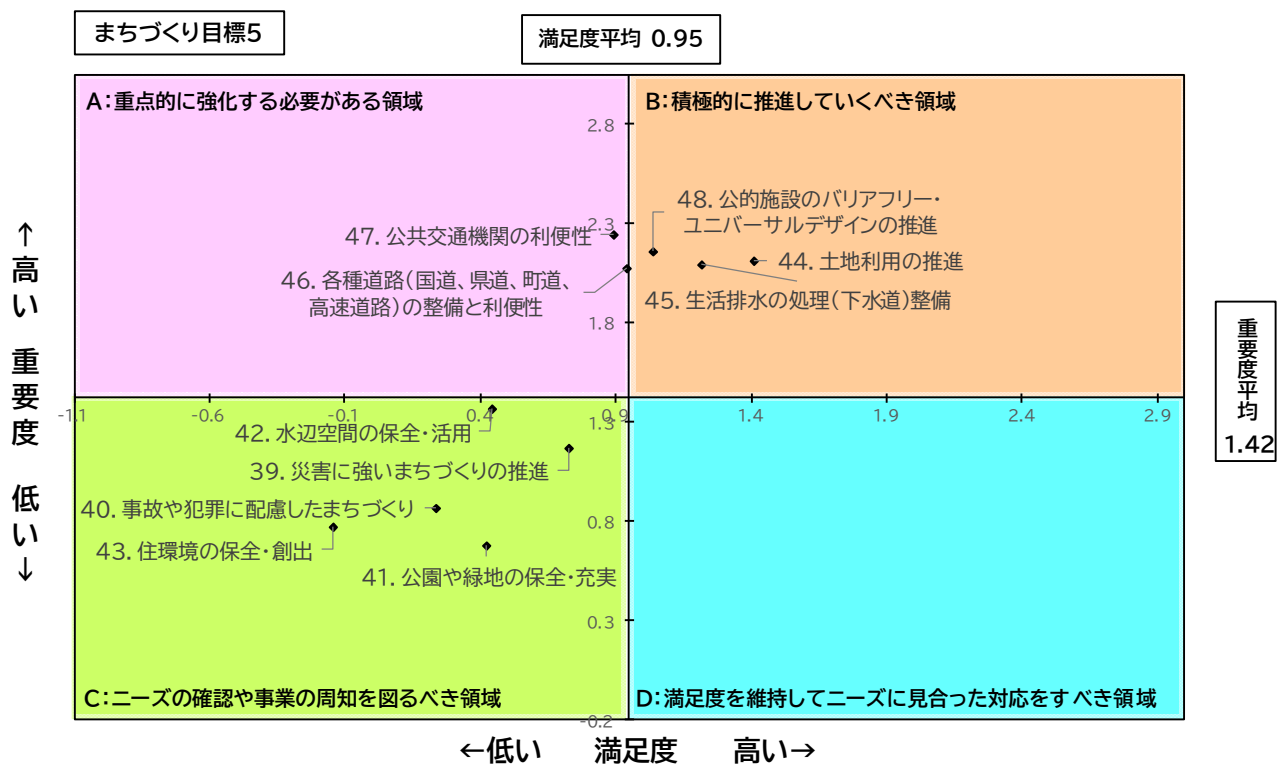 まちづくり目標5
満足度平均 0.95
A：重点的に強化する必要がある領域
B：積極的に推進していくべき領域
2.8
2.3
1.8
1.3
0.8
0.3
-0.2
48．公的施設のバリアフリー・
ユニバーサルデザインの推進
47．公共交通機関の利便性
44．土地利用の推進
46．各種道路（国道、県道、町道、
高速道路）の整備と利便性
45．生活排水の処理（下水道）整備
-1.1
-0.6
-0.1
0.4
0.9
1.4
1.9
2.4
2.9
42．水辺空間の保全・活用
39．災害に強いまちづくりの推進
40．事故や犯罪に配慮したまちづくり
43．住環境の保全・創出
41．公園や緑地の保全・充実
C：ニーズの確認や事業の周知を図るべき領域
D：満足度を維持してニーズに見合った対応をすべき領域
↑高い 重要度 低い↓
重要度平均
1.42
←低い 満足度 高い→